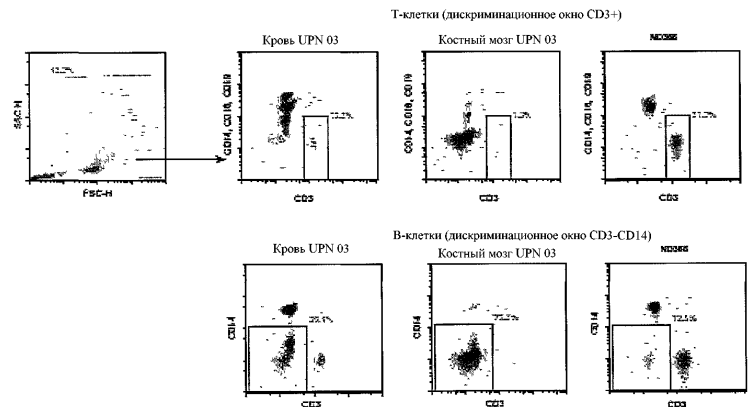 Т-клетки (дискриминационное окно CD3+)
Кровь UPN 03
Костный мозг UPN 03
SSC-H
FSC-H
CD14, CD16, CD19
CD3
CD14, CD16, CD19
CD3
CD14, CD16, CD19
CD3
В-клетки (дискриминационное окно CD3-CD14)
Кровь UPN 03
Костный мозг UPN 03
CD14
CD3
CD14
CD3
CD14
CD3